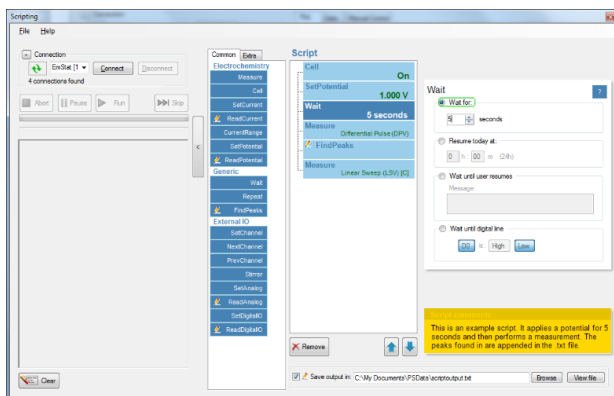 Scripting
File Help
Connection
EmStat [1
Connect
Disconnect
4 connections found
Abort
Pause
Run
Skip
Clear
<
Common Extra
Electrochemistry
Measure
Cell
SetCurrent
ReadCurrent
CurrentRange
SetPotential
ReadPotential
Generic
Wait
Repeat
FindPeaks
External IO
SetChannel
NextChannel
PrevChannel
Stirrer
SetAnalog
ReadAnalog
SetDigitalIO
ReadDigitalIO
Script
Cell
On
SetPotential
1.000 V
Wait
5 seconds
Measure
Differential Pulse (DPV)
FindPeaks
Measure
Linear Sweep (LSV) [C]
Remove
Wait
?
Wait for:
5 seconds
Resume today at:
0 h : 00 m (24h)
Wait until user resumes
Message:
Wait until digital line
D0 is High Low
Script comments
This is an example script. It applies a potential for 5
seconds and then performs a measurement. The
peaks found in are appended in the .txt file.
Save output in: C:\My Documents\PSData\scriptoutput.txt
Browse
View file